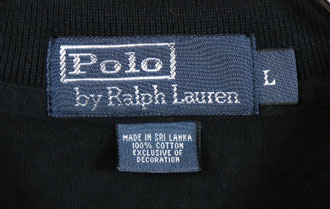 Polo
by Ralph Lauren
L
MADE IN SRI LANKA
100% COTTON
EXCLUSIVE OF
DECORATION